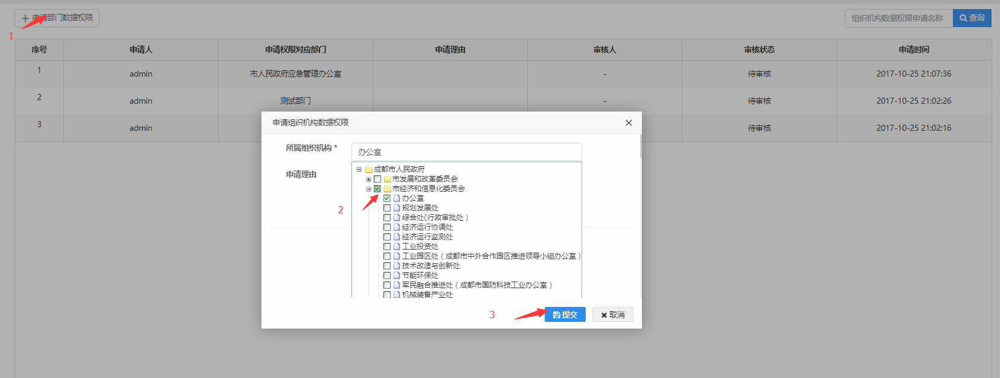 申请部门数据权限
组织机构数据权限申请名称 查询
1
序号 申请人 申请权限对应部门 申请理由 审核人 审核状态 申请时间
1 admin 市人民政府应急管理办公室 - 待审核 2017-10-25 21:07:36
2 admin 测试部门 - 待审核 2017-10-25 21:02:26
3 admin 待审核 2017-10-25 21:02:16
申请组织机构数据权限
所属组织机构 * 办公室
申请理由
成都市人民政府
市发展和改革委员会
市经济和信息化委员会
办公室
2
规划发展处
综合处(行政审批处）
经济运行协调处
经济运行监测处
工业投资处
工业园区处（成都市中外合作园区推进领导小组办公室）
技术改造与创新处
节能环保处
军民融合推进处（成都市国防科技工业办公室）
机械装备产业处
3 提交 取消